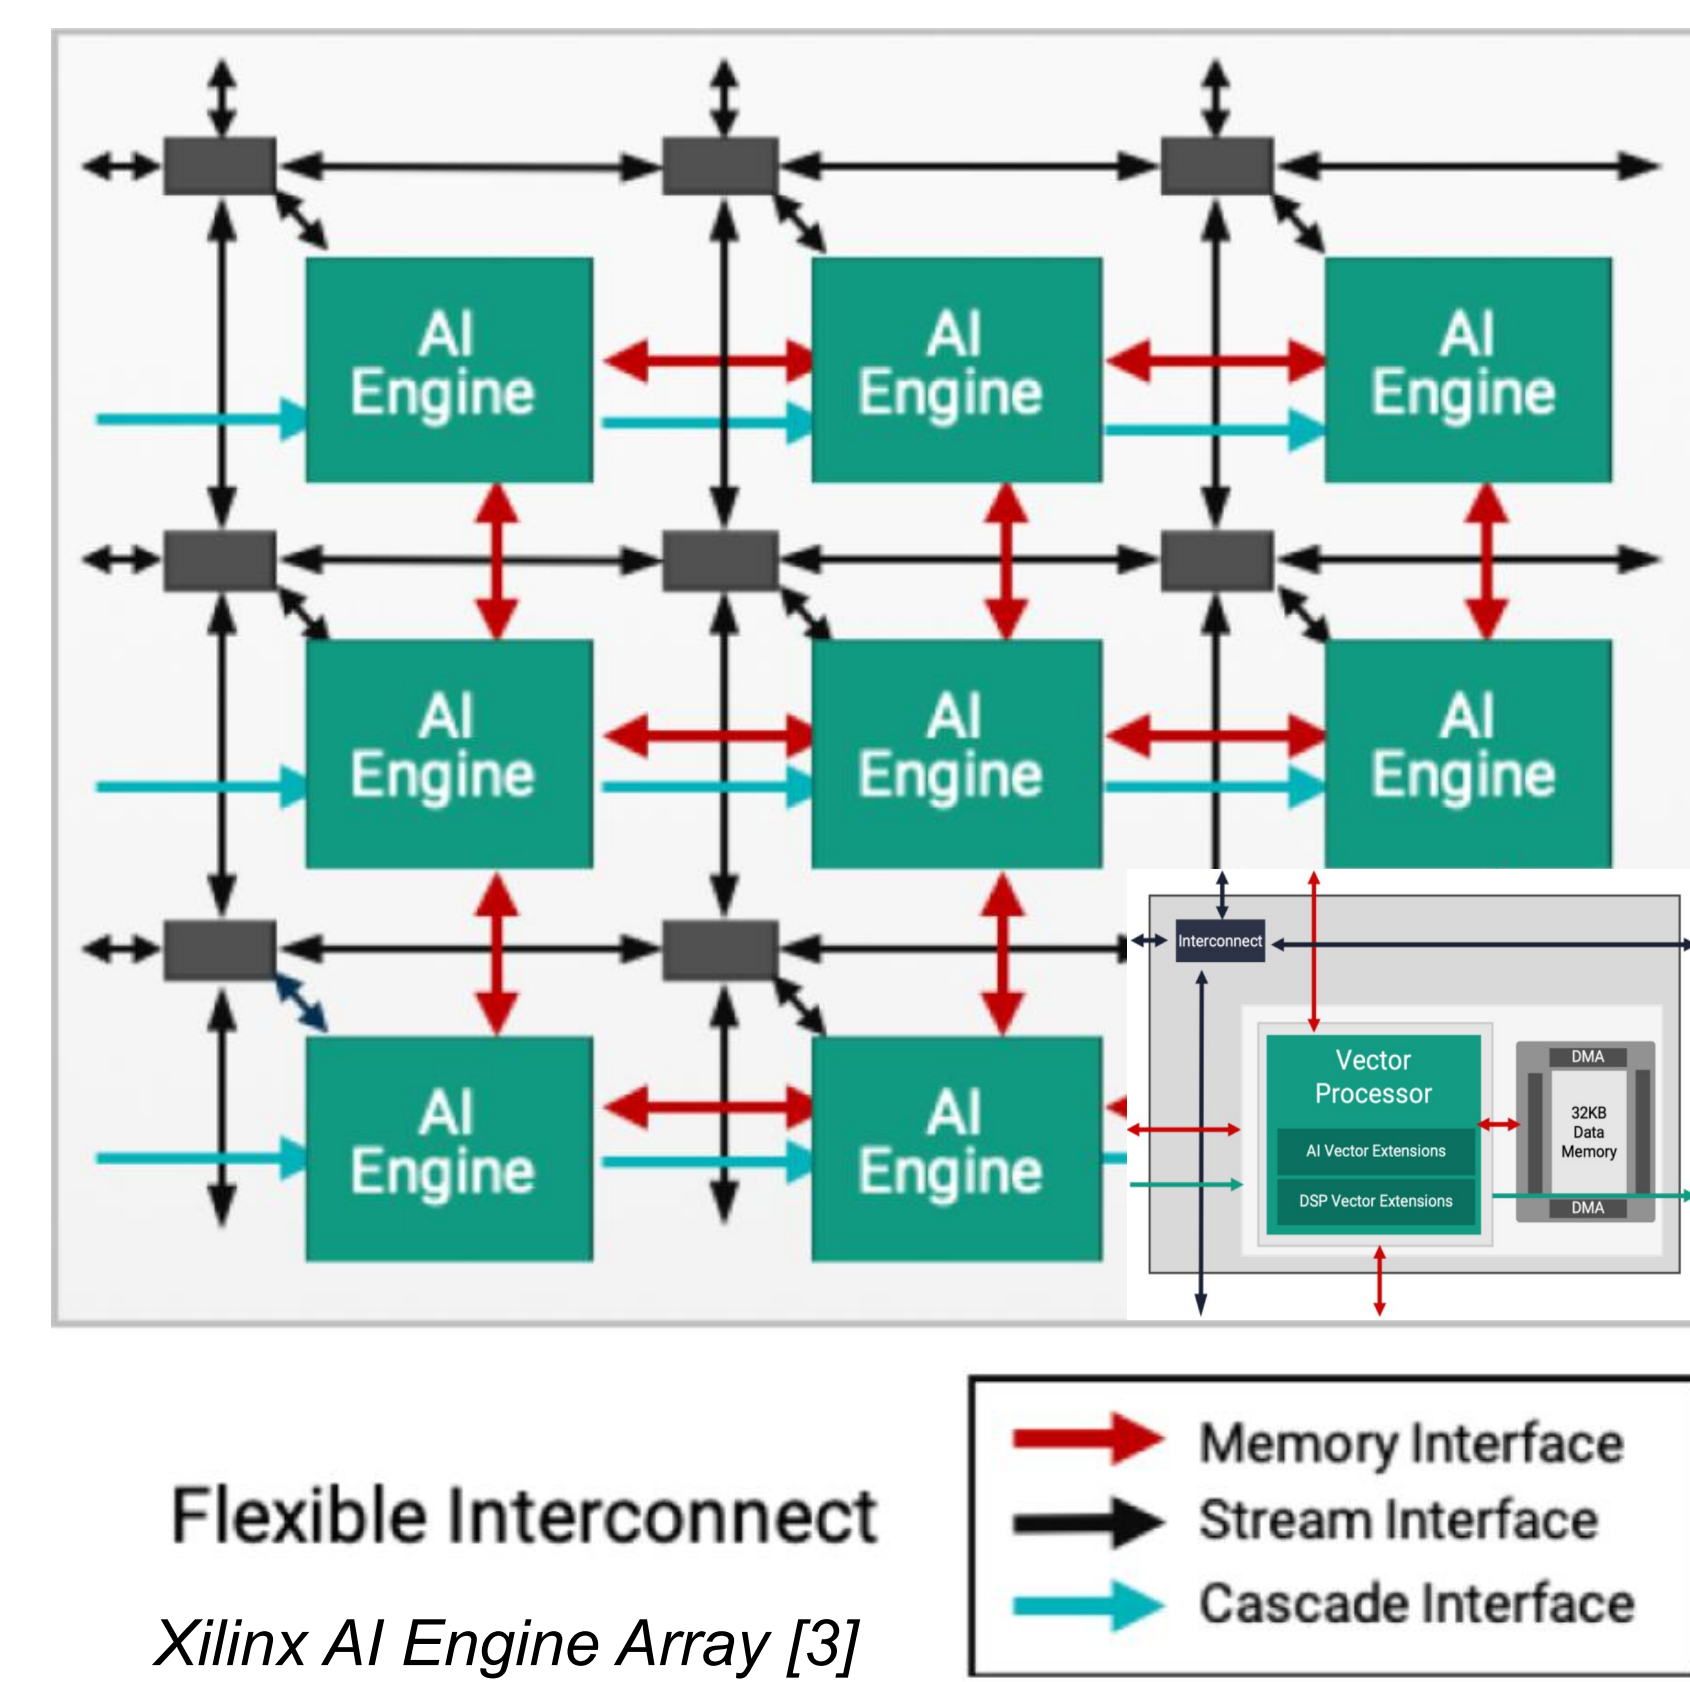 AI
Engine
AI
Engine
AI
Engine
AI
Engine
AI
Engine
AI
Engine
AI
Engine
AI
Engine
Interconnect
Vector
Processor
AI Vector Extensions
DSP Vector Extensions
DMA
32KB
Data
Memory
DMA
Flexible Interconnect
Xilinx AI Engine Array [3]
Memory Interface
Stream Interface
Cascade Interface